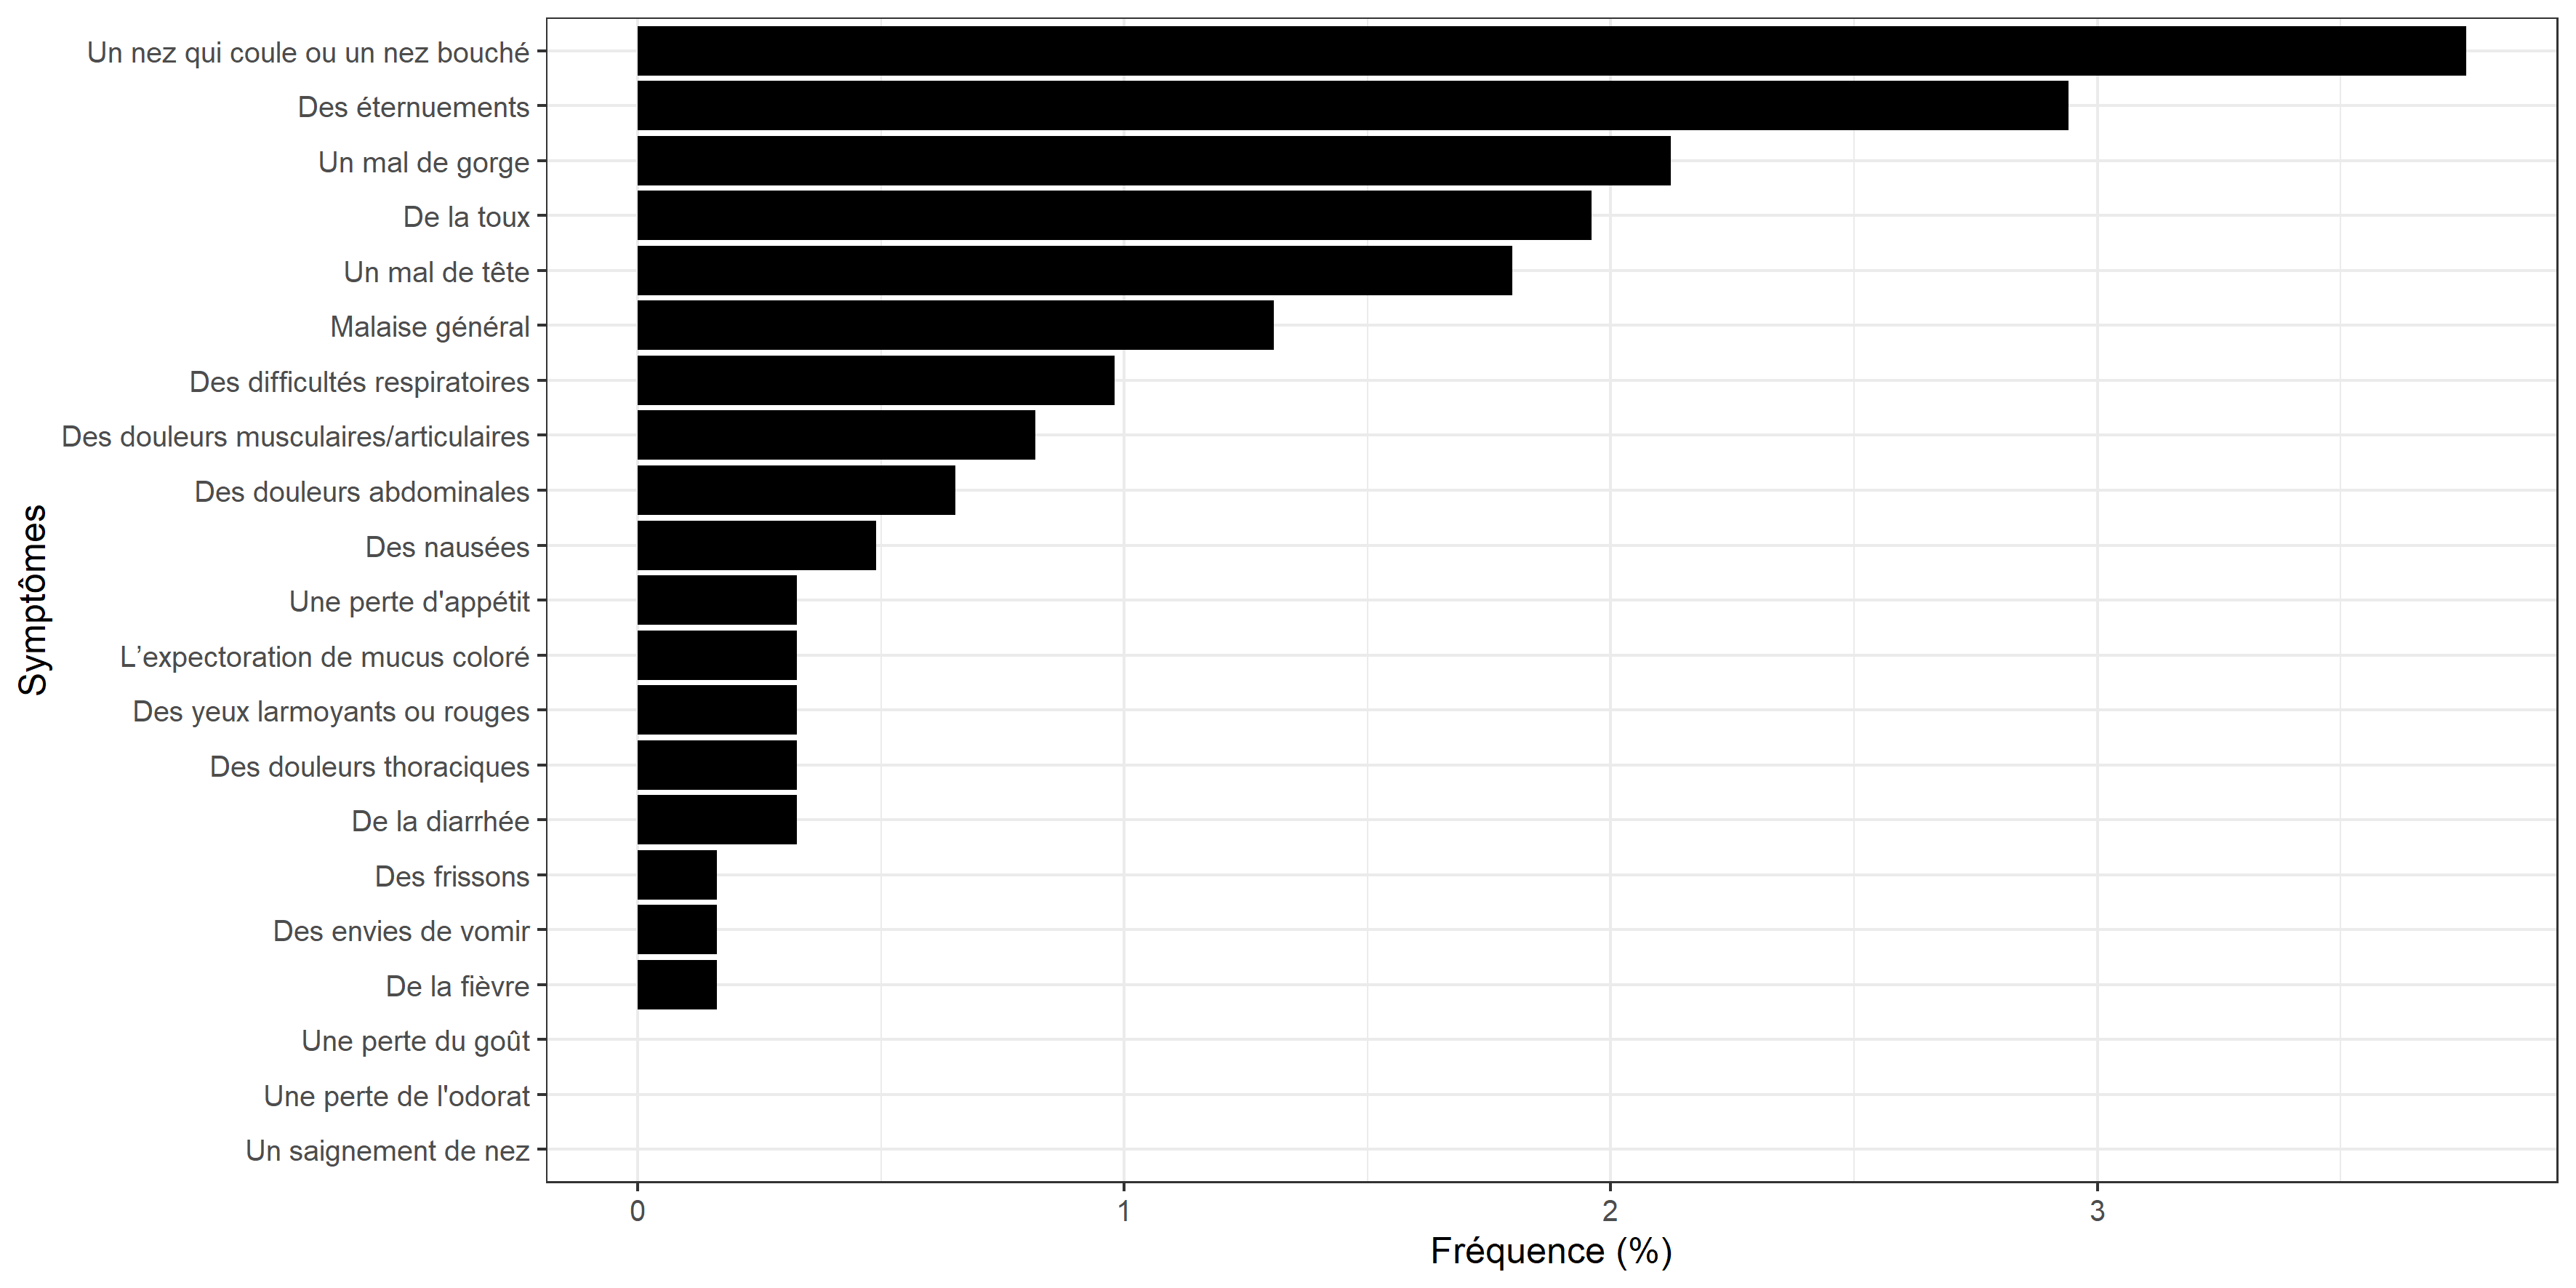 Symptômes
Un nez qui coule ou un nez bouché
Des éternuements
Un mal de gorge
De la toux
Un mal de tête
Malaise général
Des difficultés respiratoires
Des douleurs musculaires/articulaires
Des douleurs abdominales
Des nausées
Une perte d'appétit
L’expectoration de mucus coloré
Des yeux larmoyants ou rouges
Des douleurs thoraciques
De la diarrhée
Des frissons
Des envies de vomir
De la fièvre
Une perte du goût
Une perte de l'odorat
Un saignement de nez
0 1 2 3
Fréquence (%)